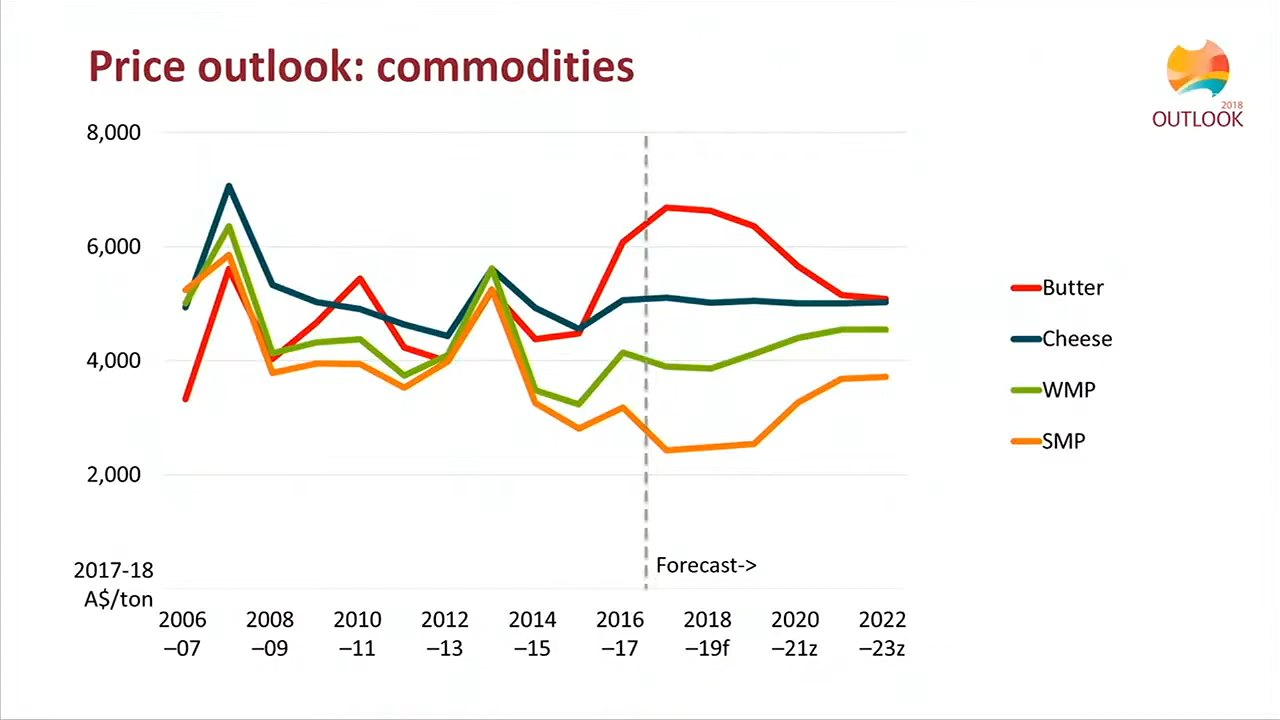 Price outlook: commodities
2018
OUTLOOK
8,000
6,000
4,000
2,000
Butter
Cheese
WMP
SMP
2017-18
A$/ton
Forecast->
2006 2008 2010 2012 2014 2016 2018 2020 2022
–07 –09 –11 –13 –15 –17 –19f –21z –23z